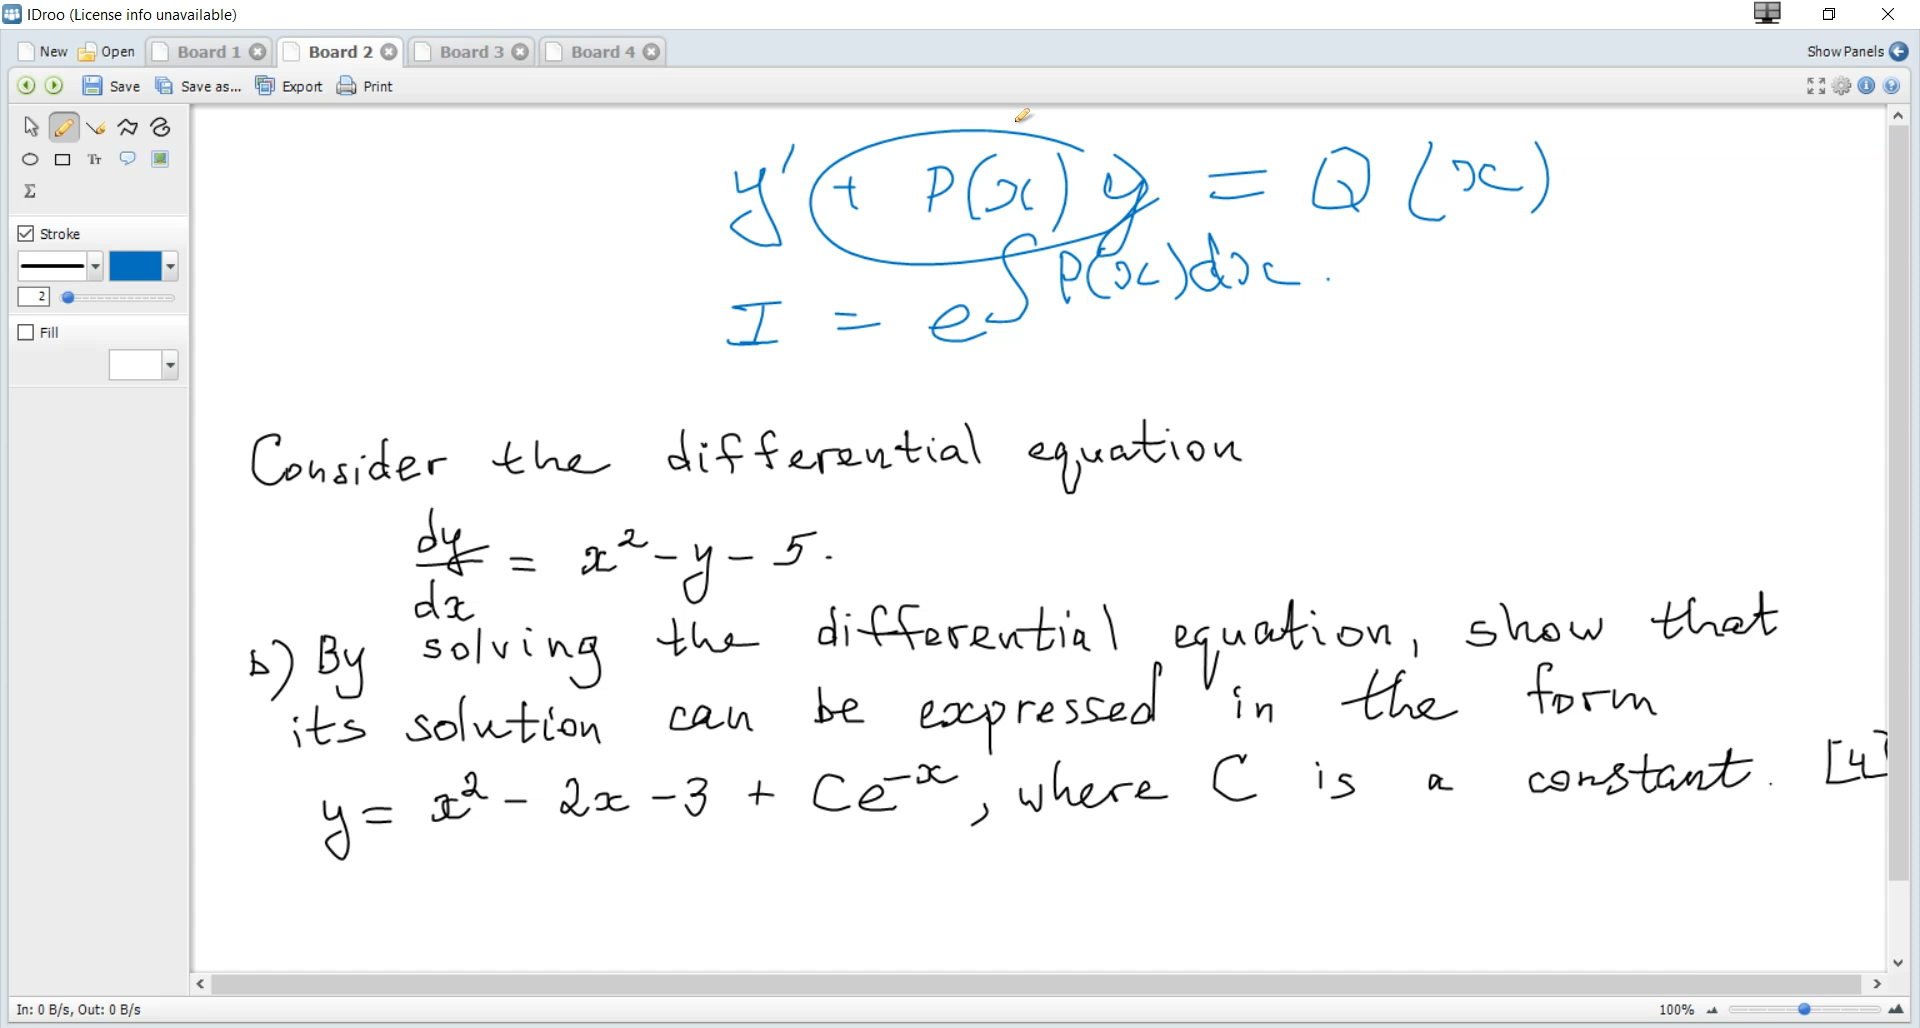 IDroo (License info unavailable)
New Open Board 1 Board 2 Board 3 Board 4 Show Panels
Save Save as... Export Print
Tt
Σ
Stroke
2
Fill
y' + P(x) y = Q (x)
I = e^∫P(x)dx.
Consider the differential equation
dy/dx = x² - y - 5.
b) By solving the differential equation, show that
its solution can be expressed in the form
y = x² - 2x - 3 + Ce^-x, where C is a constant. [4]
In: 0 B/s, Out: 0 B/s 100%